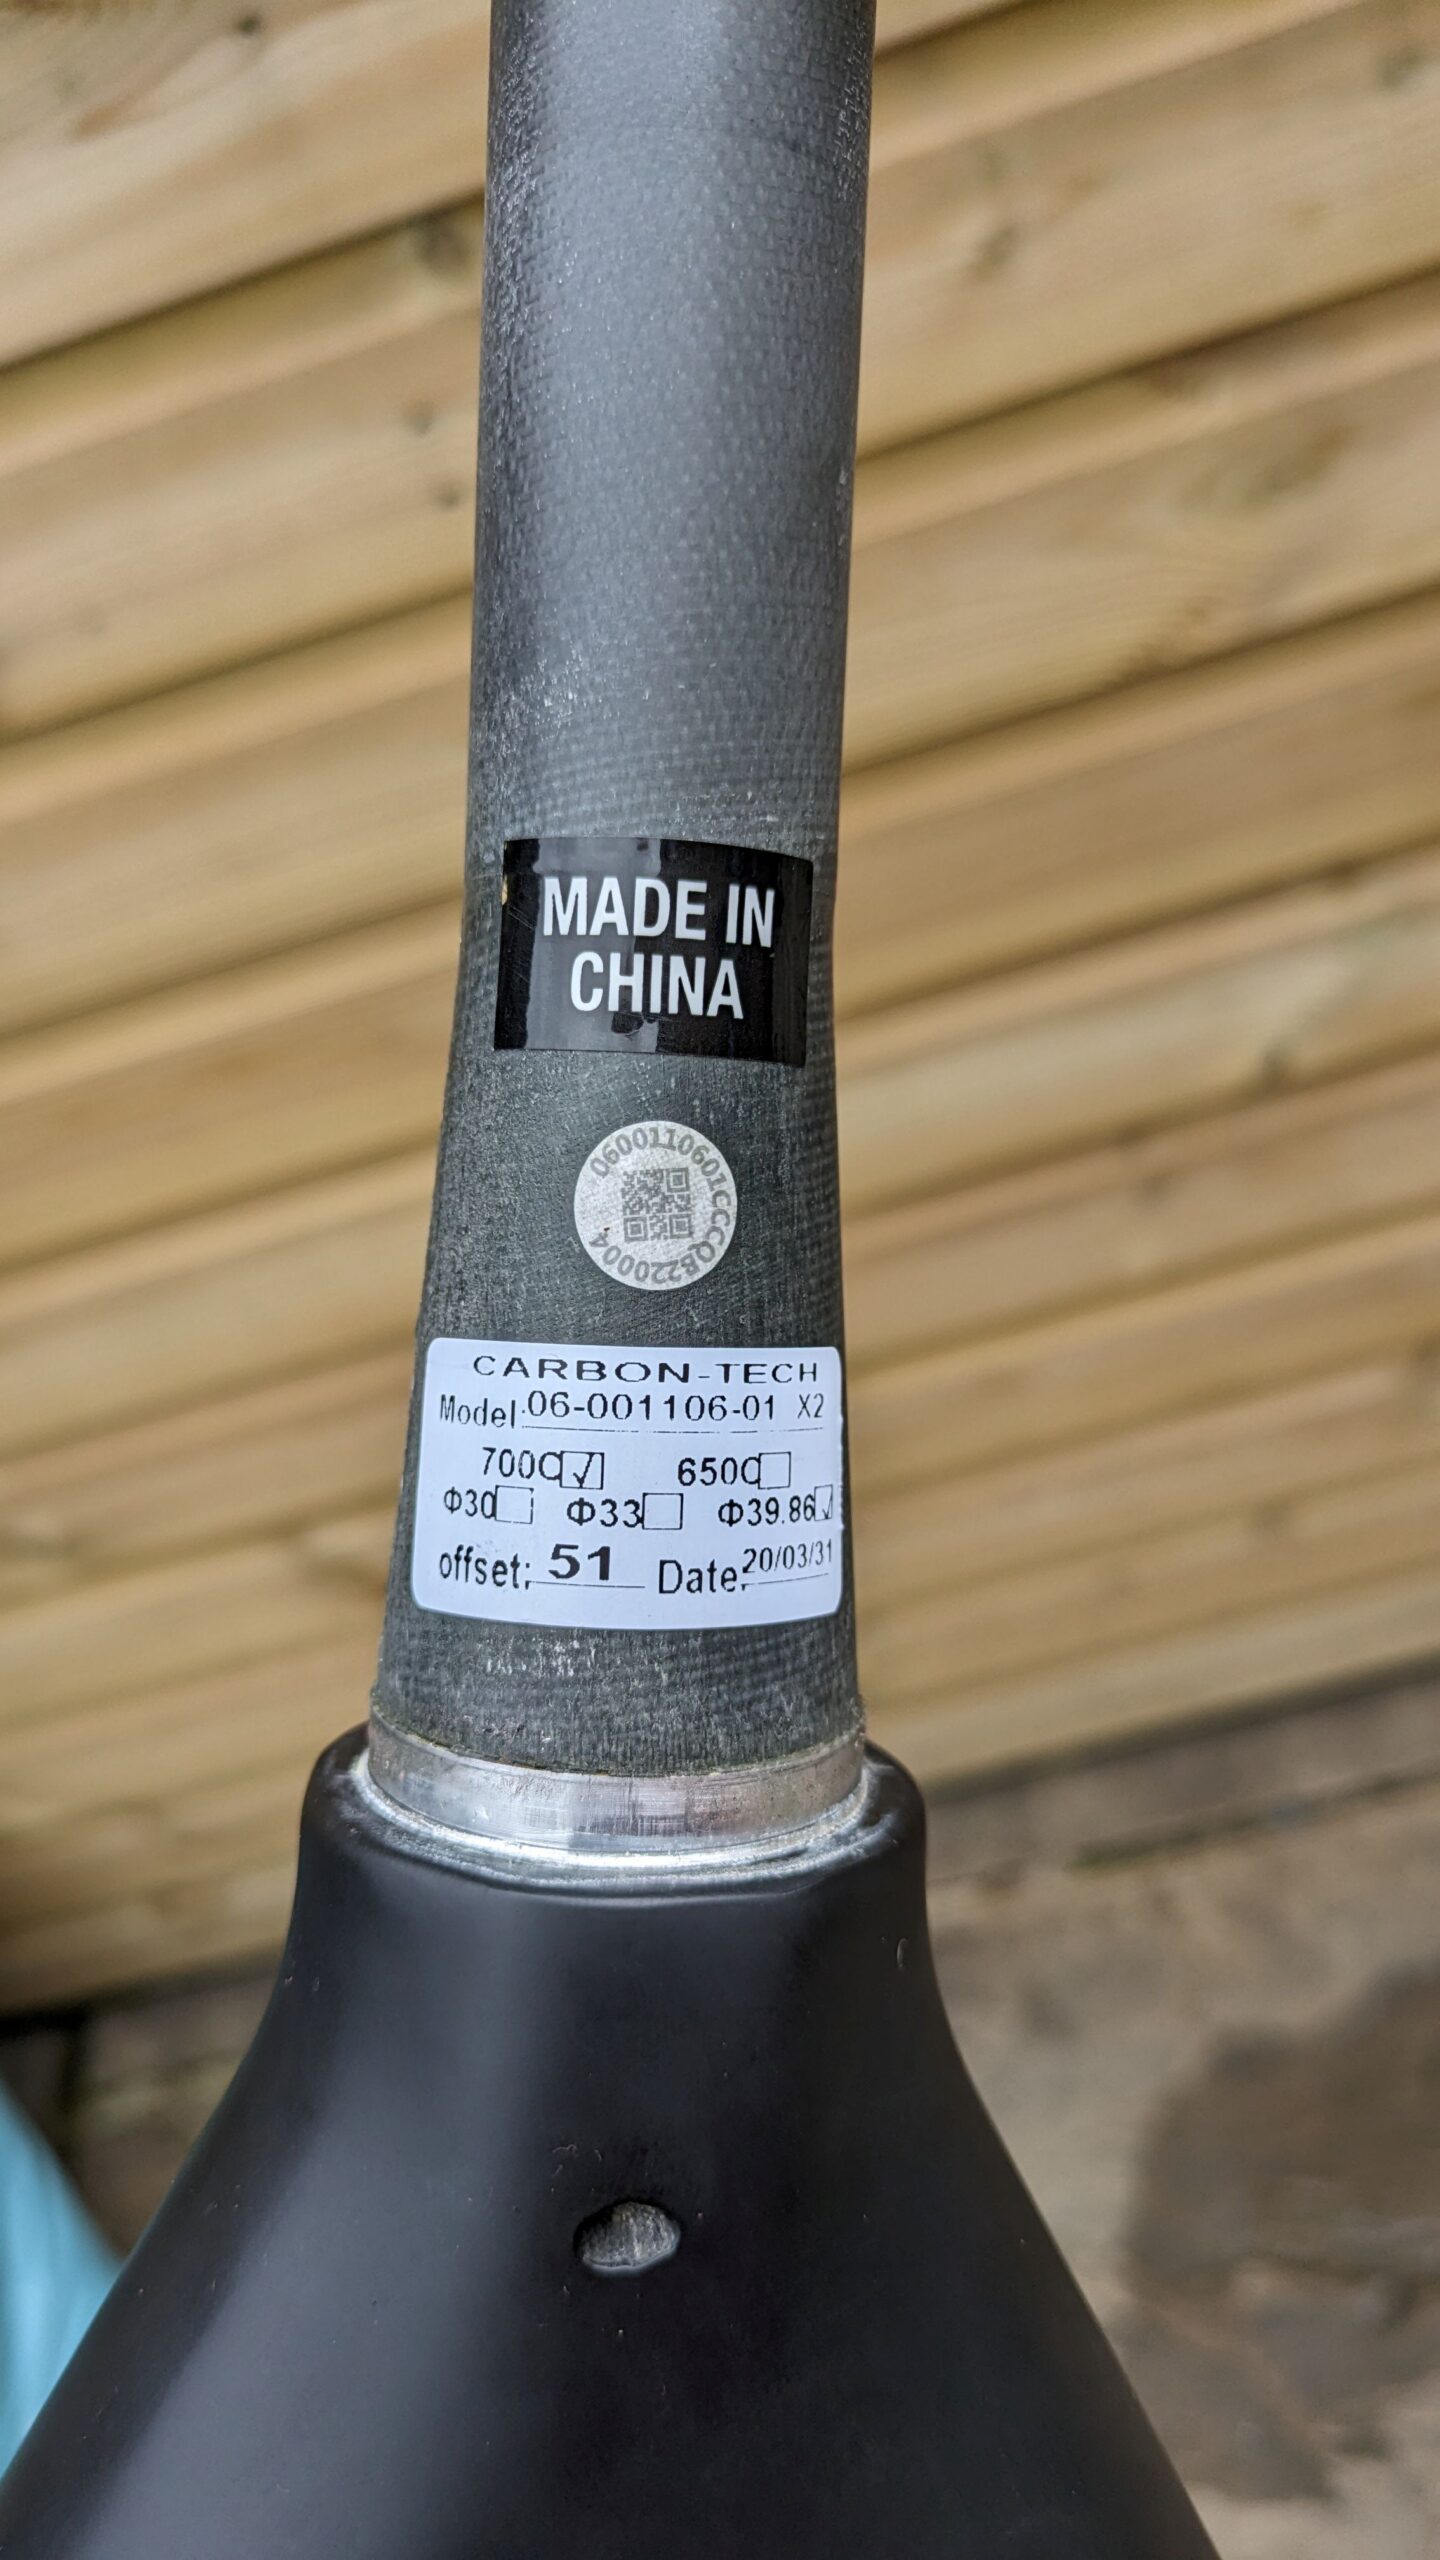 MADE IN
CHINA
0600110601CCCQB220004
CARBON-TECH
Model: 06-001106-01 X2
700C 650C
Φ30 Φ33 Φ39.86
offset: 51 Date: 20/03/31